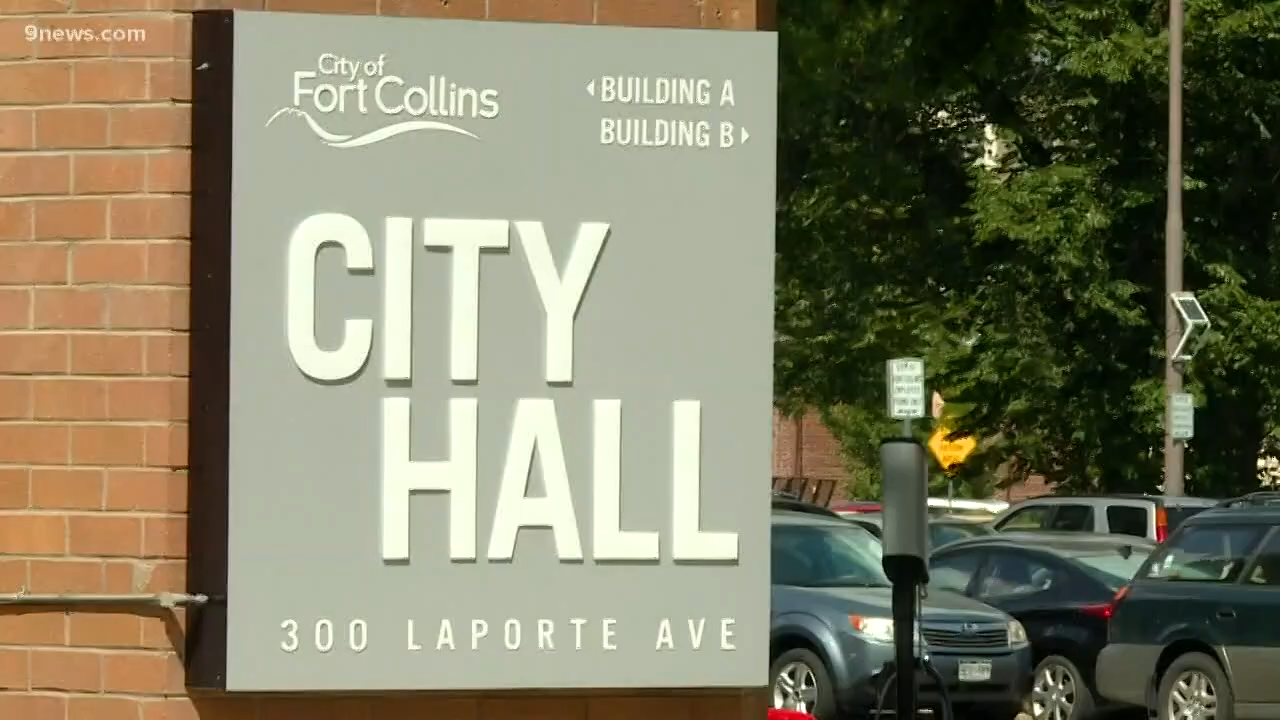 9news.com
City of
Fort Collins
BUILDING A
BUILDING B
CITY
HALL
300 LAPORTE AVE